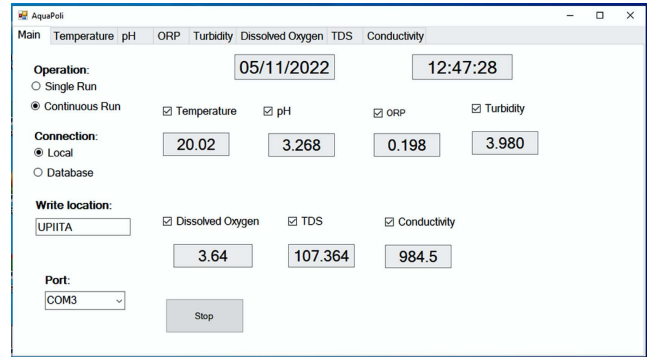 AquaPoli
Main Temperature pH ORP Turbidity Dissolved Oxygen TDS Conductivity
Operation:
Single Run
Continuous Run
05/11/2022 12:47:28
Temperature pH ORP Turbidity
20.02 3.268 0.198 3.980
Connection:
Local
Database
Write location:
UPIITA
Dissolved Oxygen TDS Conductivity
3.64 107.364 984.5
Port:
COM3
Stop